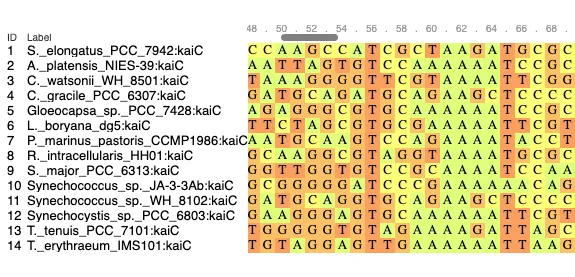 48 . 50 . 52 . 54 . 56 . 58 . 60 . 62 . 64 . 66 . 68 .
ID Label
1 S._elongatus_PCC_7942:kaiC C C A A G C C A T C G C T A A G A T G C G C
2 A._platensis_NIES-39:kaiC A A T T A G T G T C C A A A A A A T C C G C
3 C._watsonii_WH_8501:kaiC T A A G G G G G T T C G T A A A A T T C G G
4 C._gracile_PCC_6307:kaiC G A T G C A G A T G C A G A A G C T C C C C
5 Gloeocapsa_sp._PCC_7428:kaiC A G A G G G C G T G C A A A A A A T C C G C
6 L._boryana_dg5:kaiC T T C T A G C G T G C G A A A A A T T C G T
7 P._marinus_pastoris_CCMP1986:kaiC A A T G C A A G T C C A G A A A A T A C C T
8 R._intracellularis_HH01:kaiC G C A A G G C G T A G G T A A A A T C C G C
9 S._major_PCC_6313:kaiC G G T T G G T G T C C C C A A A A T C C A A
10 Synechococcus_sp._JA-3-3Ab:kaiC G C G G G G G A T C C C G A A A A A A C A G
11 Synechococcus_sp._WH_8102:kaiC G A T G C A G G T G C A G A A G C T C C C C
12 Synechocystis_sp._PCC_6803:kaiC G A A G G G A G T G C A A A A A A T T C G T
13 T._tenuis_PCC_7101:kaiC T G G G G G G T T G T A G A A A A T T A G C
14 T._erythraeum_IMS101:kaiC T G T A G G A G T T G A A A A A A T T A A G